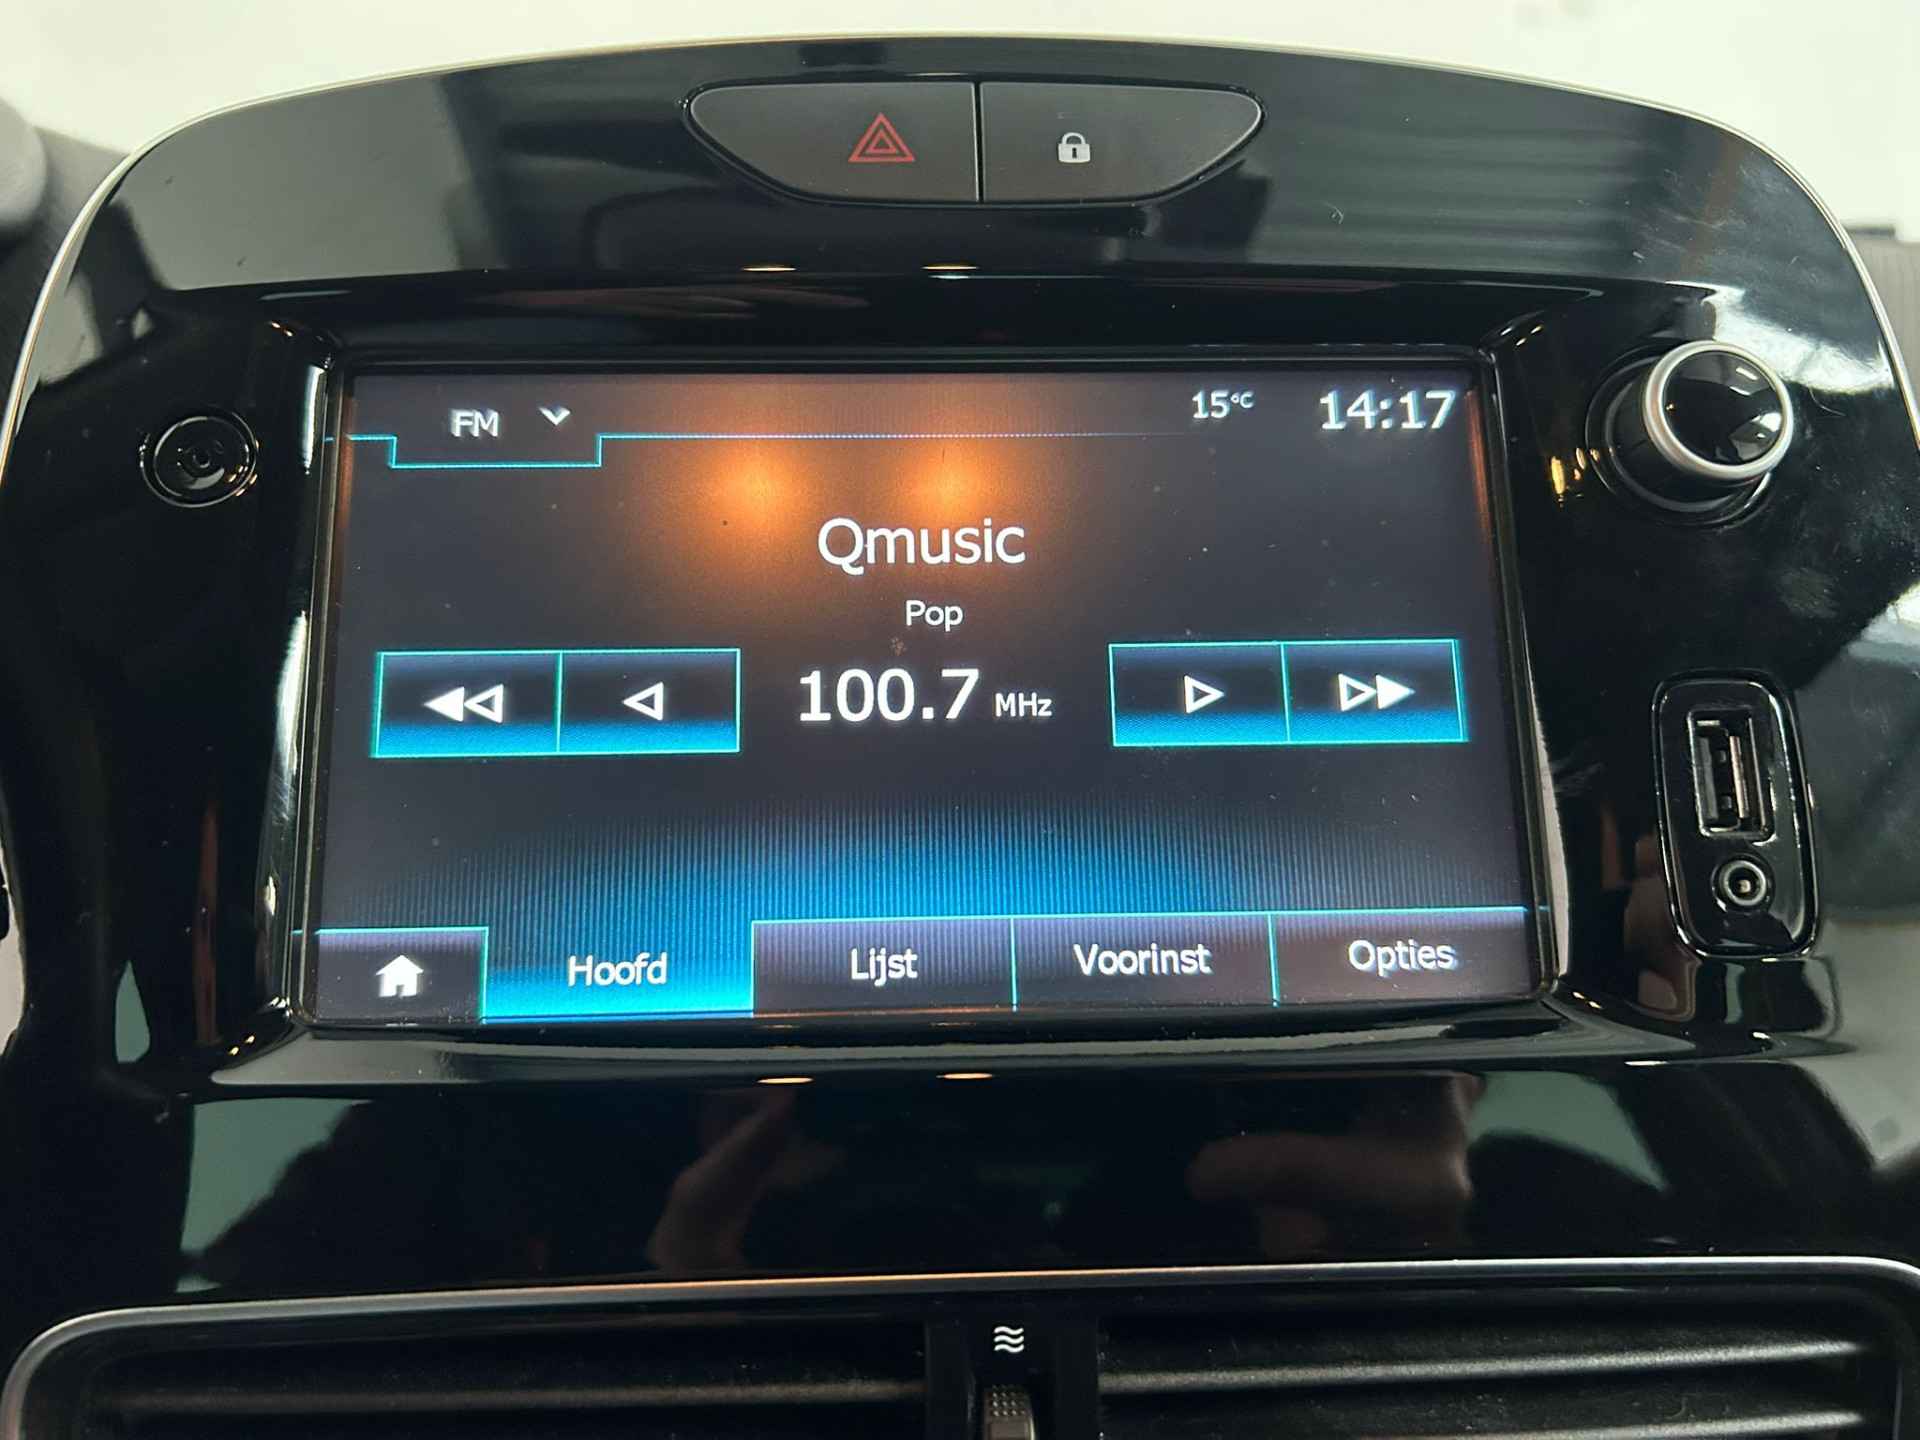 FM 15°C 14:17
Qmusic
Pop
100.7 MHz
Hoofd Lijst Voorinst Opties